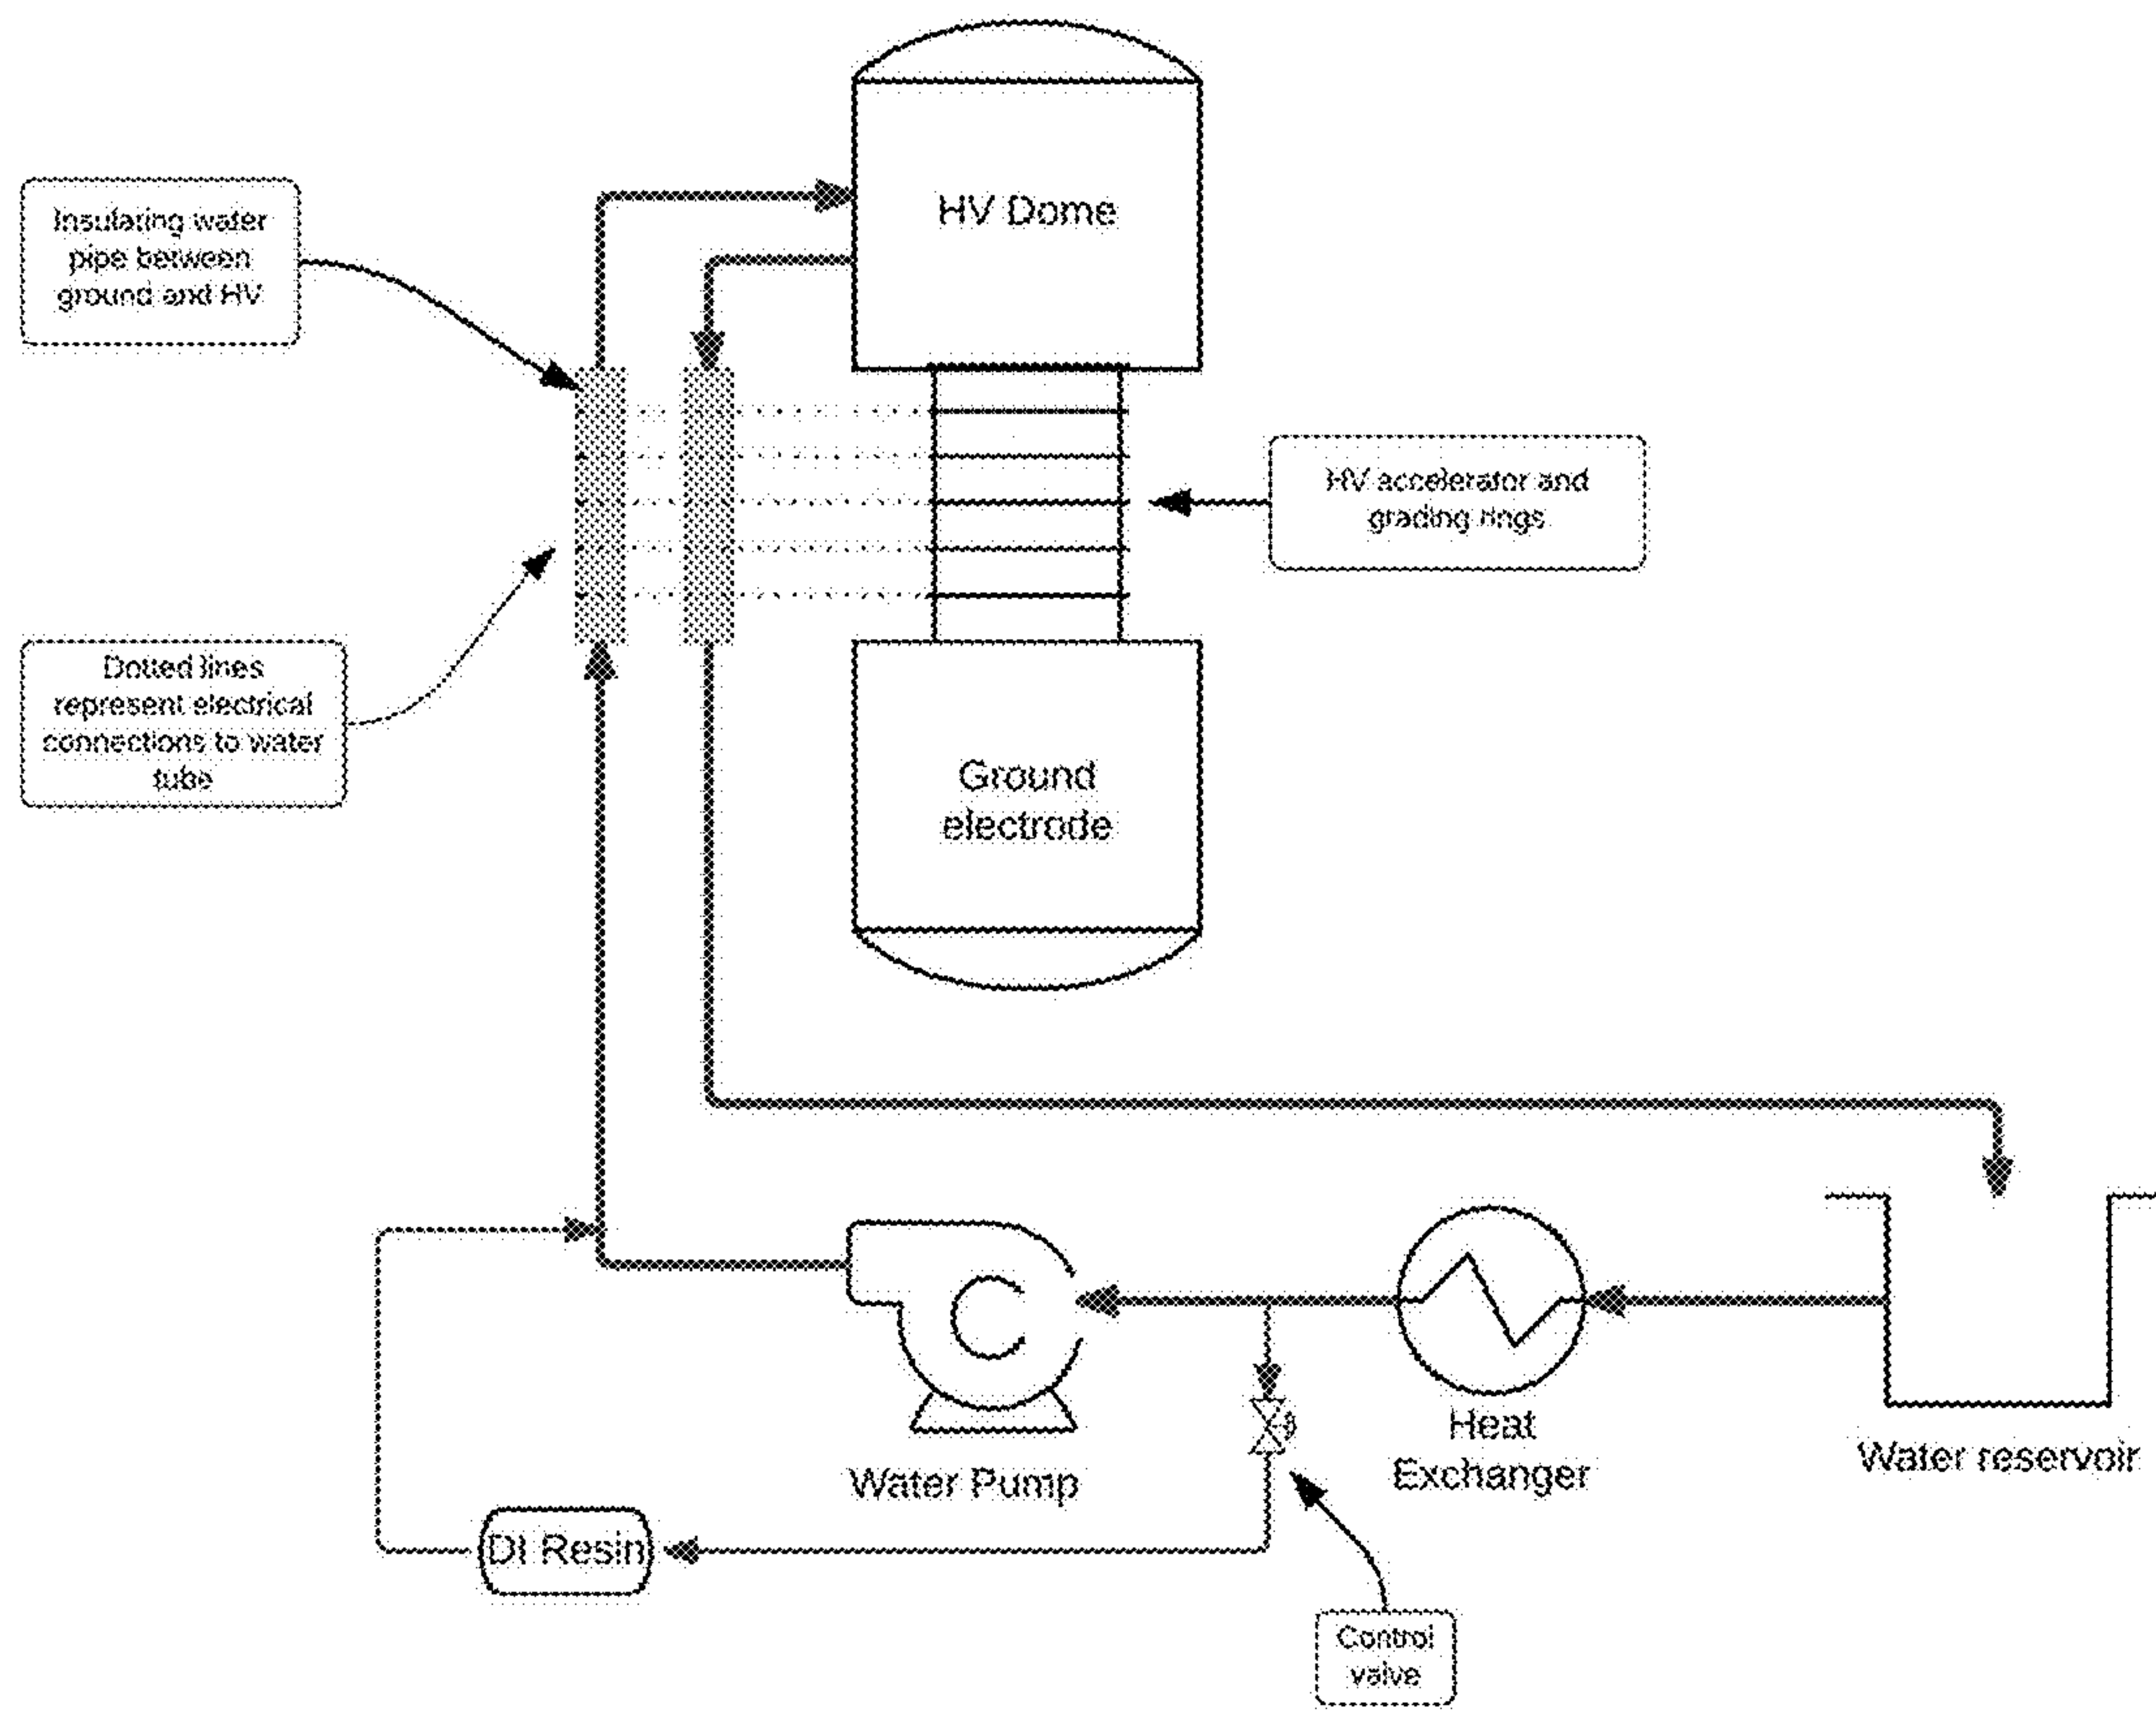 HV Dome
Insulating water
pipe between
ground and HV
HV accelerator and
grading rings
Dotted lines
represent electrical
connections to water
tube
Ground
electrode
Water Pump
Heat
Exchanger
Water reservoir
DI Resin
Control
valve